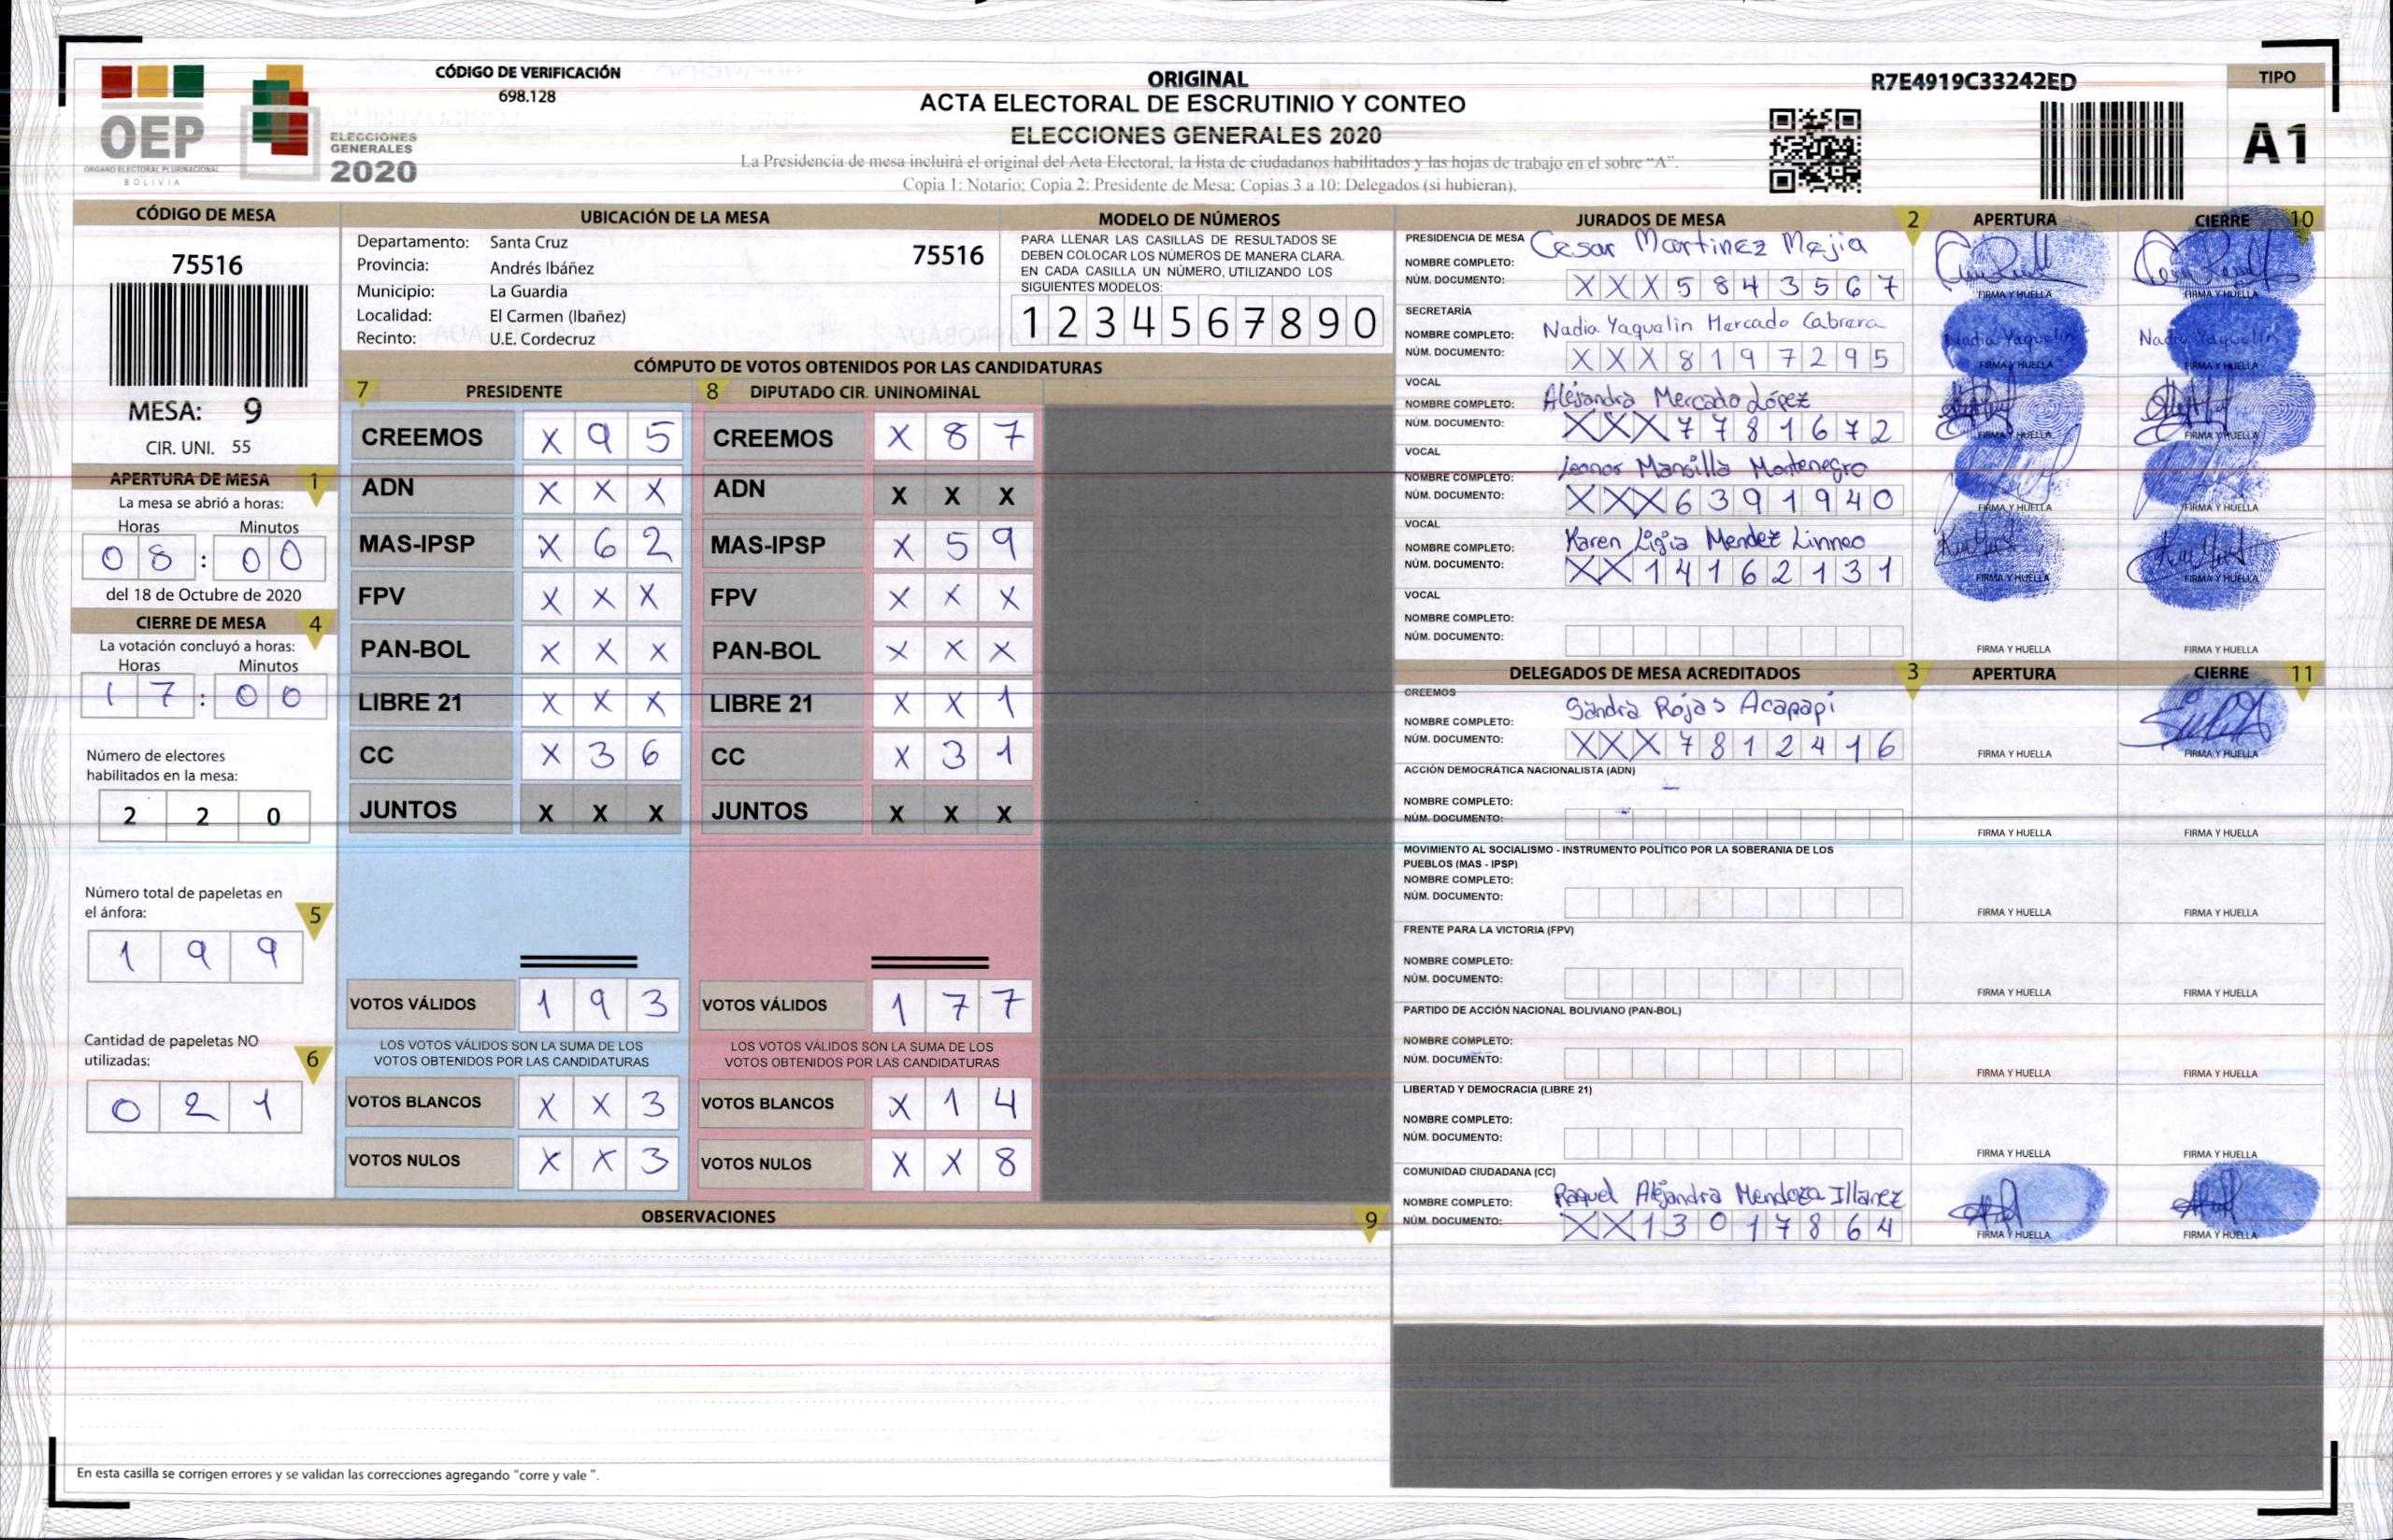 OEP
ÓRGANO ELECTORAL PLURINACIONAL
BOLIVIA
ELECCIONES
GENERALES
2020
CÓDIGO DE VERIFICACIÓN
698.128
ORIGINAL
ACTA ELECTORAL DE ESCRUTINIO Y CONTEO
ELECCIONES GENERALES 2020
La Presidencia de mesa incluirá el original del Acta Electoral, la lista de ciudadanos habilitados y las hojas de trabajo en el sobre "A".
Copia 1: Notario; Copia 2: Presidente de Mesa; Copias 3 a 10: Delegados (si hubieran).
R7E4919C33242ED
TIPO
A1
CÓDIGO DE MESA
75516
MESA: 9
CIR. UNI. 55
APERTURA DE MESA 1
La mesa se abrió a horas:
Horas Minutos
08:00
del 18 de Octubre de 2020
CIERRE DE MESA 4
La votación concluyó a horas:
Horas Minutos
17:00
Número de electores
habilitados en la mesa:
2 2 0
Número total de papeletas en
el ánfora: 5
1 9 9
Cantidad de papeletas NO
utilizadas: 6
0 2 1
UBICACIÓN DE LA MESA
Departamento: Santa Cruz 75516
Provincia: Andrés Ibáñez
Municipio: La Guardia
Localidad: El Carmen (Ibañez)
Recinto: U.E. Cordecruz
MODELO DE NÚMEROS
PARA LLENAR LAS CASILLAS DE RESULTADOS SE
DEBEN COLOCAR LOS NÚMEROS DE MANERA CLARA.
EN CADA CASILLA UN NÚMERO, UTILIZANDO LOS
SIGUIENTES MODELOS:
1 2 3 4 5 6 7 8 9 0
CÓMPUTO DE VOTOS OBTENIDOS POR LAS CANDIDATURAS
7 PRESIDENTE 8 DIPUTADO CIR. UNINOMINAL
CREEMOS X 9 5 CREEMOS X 8 7
ADN X X X ADN X X X
MAS-IPSP X 6 2 MAS-IPSP X 5 9
FPV X X X FPV X X X
PAN-BOL X X X PAN-BOL X X X
LIBRE 21 X X X LIBRE 21 X X 1
CC X 3 6 CC X 3 1
JUNTOS X X X JUNTOS X X X
VOTOS VÁLIDOS 1 9 3 VOTOS VÁLIDOS 1 7 7
LOS VOTOS VÁLIDOS SON LA SUMA DE LOS LOS VOTOS VÁLIDOS SON LA SUMA DE LOS
VOTOS OBTENIDOS POR LAS CANDIDATURAS VOTOS OBTENIDOS POR LAS CANDIDATURAS
VOTOS BLANCOS X X 3 VOTOS BLANCOS X 1 4
VOTOS NULOS X X 3 VOTOS NULOS X X 8
OBSERVACIONES 9
En esta casilla se corrigen errores y se validan las correcciones agregando "corre y vale ".
JURADOS DE MESA 2 APERTURA CIERRE 10
PRESIDENCIA DE MESA
NOMBRE COMPLETO: Cesar Martinez Mejia
NÚM. DOCUMENTO: X X X 5 8 4 3 5 6 7 FIRMA Y HUELLA FIRMA Y HUELLA
SECRETARÍA
NOMBRE COMPLETO: Nadia Yaqualin Mercado Cabrera Nadia Yaquelin
NÚM. DOCUMENTO: X X X 8 1 9 7 2 9 5 FIRMA Y HUELLA FIRMA Y HUELLA
VOCAL
NOMBRE COMPLETO: Alejandra Mercado López
NÚM. DOCUMENTO: X X X 7 7 8 1 6 7 2 FIRMA Y HUELLA FIRMA Y HUELLA
VOCAL
NOMBRE COMPLETO: Leonor Mansilla Montenegro
NÚM. DOCUMENTO: X X X 6 3 9 1 9 4 0 FIRMA Y HUELLA FIRMA Y HUELLA
VOCAL
NOMBRE COMPLETO: Karen Ligia Mendez Linneo
NÚM. DOCUMENTO: X X 1 4 1 6 2 1 3 1 FIRMA Y HUELLA FIRMA Y HUELLA
VOCAL
NOMBRE COMPLETO:
NÚM. DOCUMENTO: FIRMA Y HUELLA FIRMA Y HUELLA
DELEGADOS DE MESA ACREDITADOS 3 APERTURA CIERRE 11
CREEMOS
NOMBRE COMPLETO: Sandra Rojas Acapapi
NÚM. DOCUMENTO: X X X 7 8 1 2 4 1 6 FIRMA Y HUELLA FIRMA Y HUELLA
ACCIÓN DEMOCRÁTICA NACIONALISTA (ADN)
NOMBRE COMPLETO:
NÚM. DOCUMENTO: FIRMA Y HUELLA FIRMA Y HUELLA
MOVIMIENTO AL SOCIALISMO - INSTRUMENTO POLÍTICO POR LA SOBERANIA DE LOS
PUEBLOS (MAS - IPSP)
NOMBRE COMPLETO:
NÚM. DOCUMENTO: FIRMA Y HUELLA FIRMA Y HUELLA
FRENTE PARA LA VICTORIA (FPV)
NOMBRE COMPLETO:
NÚM. DOCUMENTO: FIRMA Y HUELLA FIRMA Y HUELLA
PARTIDO DE ACCIÓN NACIONAL BOLIVIANO (PAN-BOL)
NOMBRE COMPLETO:
NÚM. DOCUMENTO: FIRMA Y HUELLA FIRMA Y HUELLA
LIBERTAD Y DEMOCRACIA (LIBRE 21)
NOMBRE COMPLETO:
NÚM. DOCUMENTO: FIRMA Y HUELLA FIRMA Y HUELLA
COMUNIDAD CIUDADANA (CC)
NOMBRE COMPLETO: Raquel Alejandra Mendoza Illanez
NÚM. DOCUMENTO: X X 1 3 0 1 7 8 6 4 FIRMA Y HUELLA FIRMA Y HUELLA